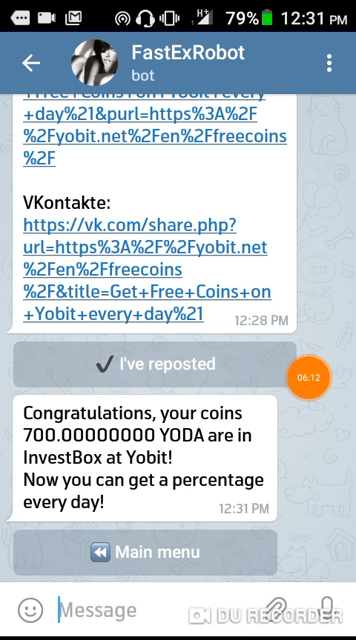 79% 12:31 PM
FastExRobot
bot
+day%21&purl=https%3A%2F
%2Fyobit.net%2Fen%2Ffreecoins
%2F
VKontakte:
https://vk.com/share.php?
url=https%3A%2F%2Fyobit.net
%2Fen%2Ffreecoins
%2F&title=Get+Free+Coins+on
+Yobit+every+day%21
12:28 PM
✔ I've reposted
06:12
Congratulations, your coins
700.00000000 YODA are in
InvestBox at Yobit!
Now you can get a percentage
every day!
12:31 PM
⏪ Main menu
Message
DU RECORDER